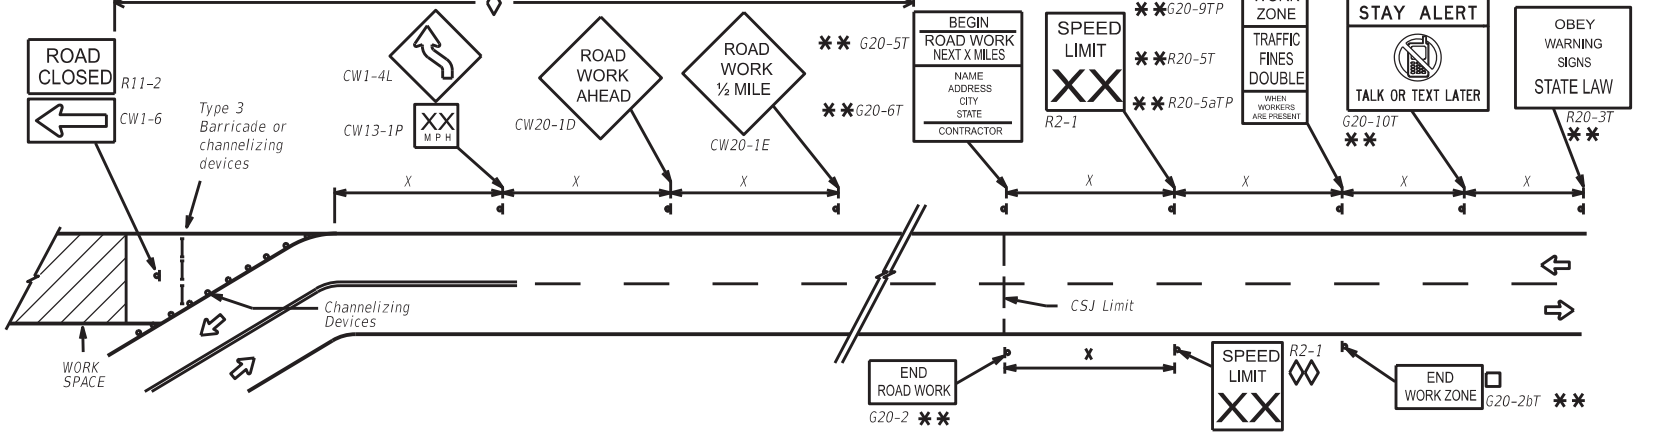 ROAD
CLOSED
R11-2
CW1-6
Type 3
Barricade or
channelizing
devices
CW1-4L
XX
MPH
CW13-1P
ROAD
WORK
AHEAD
CW20-1D
ROAD
WORK
½ MILE
CW20-1E
** G20-5T
** G20-6T
BEGIN
ROAD WORK
NEXT X MILES
NAME
ADDRESS
CITY
STATE
CONTRACTOR
SPEED
LIMIT
XX
R2-1
** G20-9TP
** R20-5T
** R20-5aTP
ZONE
TRAFFIC
FINES
DOUBLE
WHEN
WORKERS
ARE PRESENT
STAY ALERT
TALK OR TEXT LATER
G20-10T
**
OBEY
WARNING
SIGNS
STATE LAW
R20-3T
**
X X X X X X X
Channelizing
Devices
WORK
SPACE
CSJ Limit
END
ROAD WORK
G20-2 **
X
SPEED
LIMIT
XX
R2-1
END
WORK ZONE
G20-2bT **